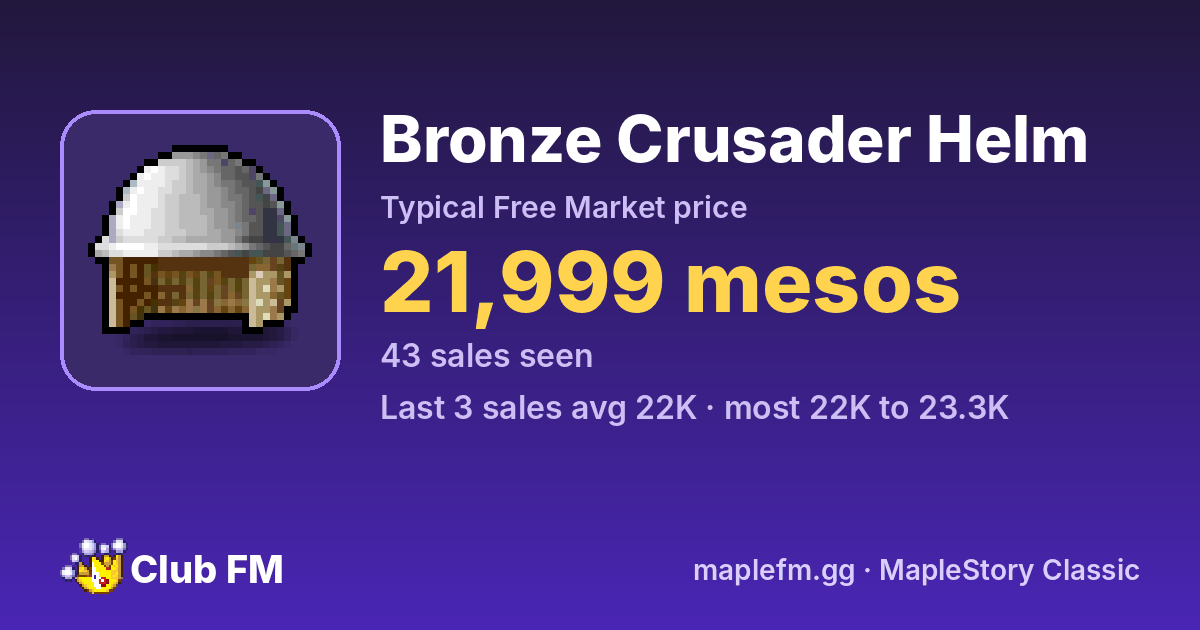 Bronze Crusader Helm
Typical Free Market price
21,999 mesos
43 sales seen
Last 3 sales avg 22K · most 22K to 23.3K
Club FM
maplefm.gg · MapleStory Classic